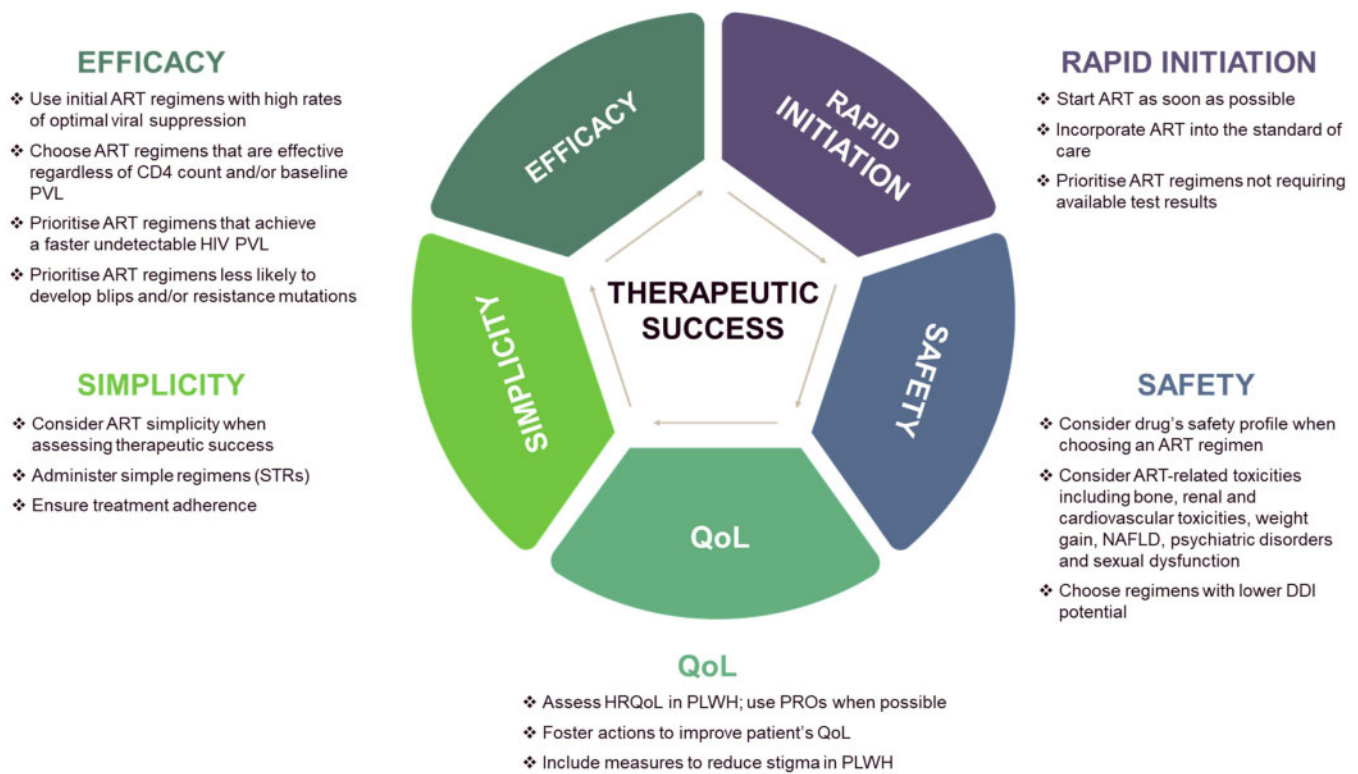 EFFICACY
❖ Use initial ART regimens with high rates
of optimal viral suppression
❖ Choose ART regimens that are effective
regardless of CD4 count and/or baseline
PVL
❖ Prioritise ART regimens that achieve
a faster undetectable HIV PVL
❖ Prioritise ART regimens less likely to
develop blips and/or resistance mutations
SIMPLICITY
❖ Consider ART simplicity when
assessing therapeutic success
❖ Administer simple regimens (STRs)
❖ Ensure treatment adherence
EFFICACY
RAPID
INITIATION
SAFETY
QoL
SIMPLICITY
THERAPEUTIC
SUCCESS
RAPID INITIATION
❖ Start ART as soon as possible
❖ Incorporate ART into the standard of
care
❖ Prioritise ART regimens not requiring
available test results
SAFETY
❖ Consider drug's safety profile when
choosing an ART regimen
❖ Consider ART-related toxicities
including bone, renal and
cardiovascular toxicities, weight
gain, NAFLD, psychiatric disorders
and sexual dysfunction
❖ Choose regimens with lower DDI
potential
QoL
❖ Assess HRQoL in PLWH; use PROs when possible
❖ Foster actions to improve patient's QoL
❖ Include measures to reduce stigma in PLWH